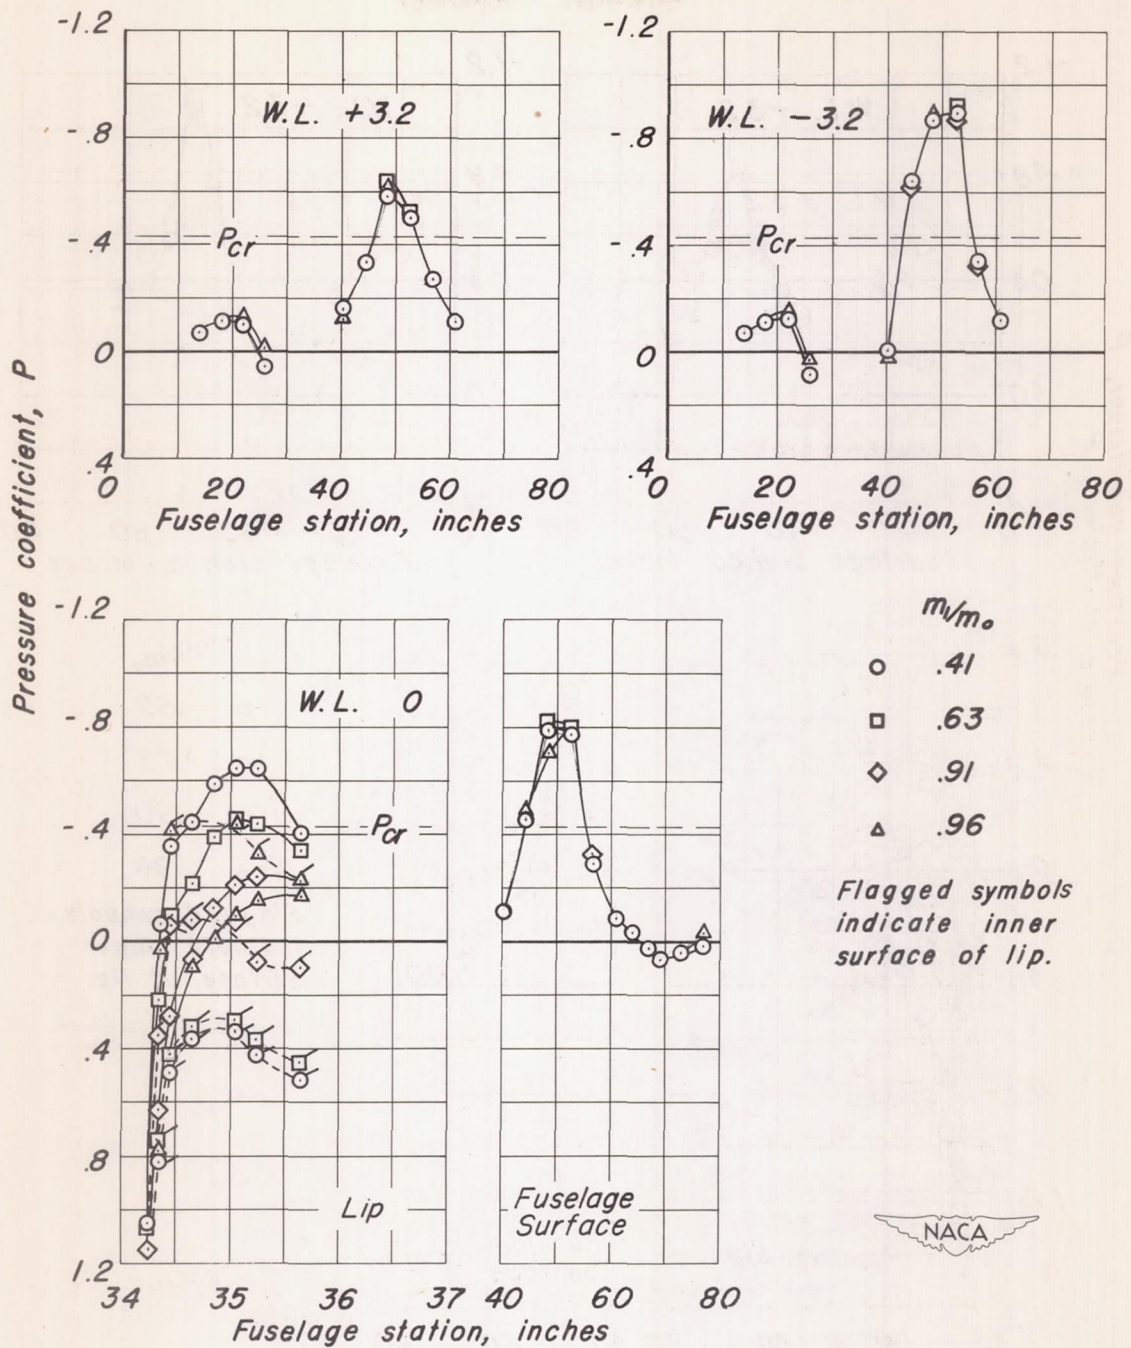 Pressure coefficient, P
-1.2
-.8
-.4
0
.4
W.L. +3.2
Pcr
0 20 40 60 80
Fuselage station, inches
-1.2
-.8
-.4
0
.4
W.L. -3.2
Pcr
0 20 40 60 80
Fuselage station, inches
-1.2
-.8
-.4
0
.4
.8
1.2
W.L. 0
Pcr
Lip
34 35 36 37
Fuselage
Surface
40 60 80
Fuselage station, inches
m₁/m₀
.41
.63
.91
.96
Flagged symbols
indicate inner
surface of lip.
NACA